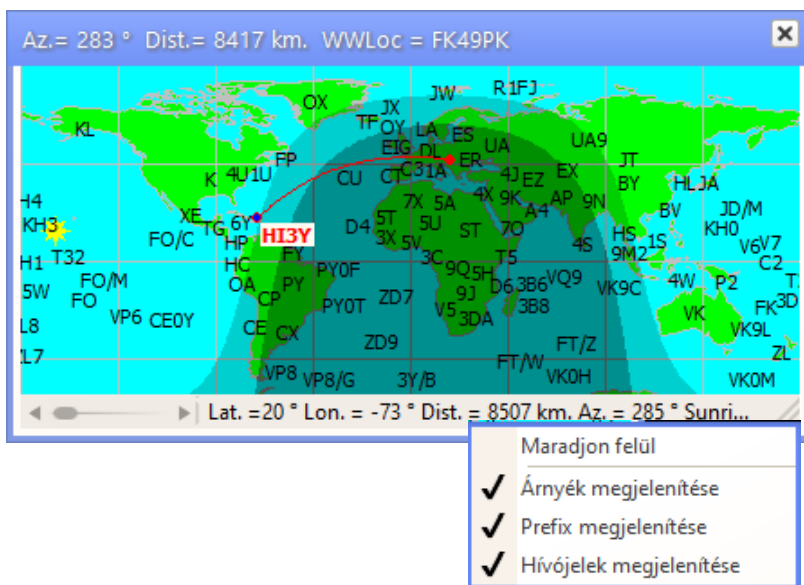 Az.= 283 ° Dist.= 8417 km. WWLoc = FK49PK
OX JX JW R1FJ
KL TF OY LA ES UA9
EIG DL UA JT
FP CT C3 1A ER 4J EX BY
K 4U1U CU EZ HL JA
H4 7X 5A 4X 9K AP 9N
XE 6Y 5T 5U A4 BV JD/M
KH3 TG D4 ST 7O HS KH0
FO/C HP HI3Y 3X 5V 4S 1S V6 V7
H1 T32 HC FY 3C T5 9M2 C2
FO/M OA PY0F 9Q 5H VQ9 4W P2 T
5W FO CP PY ZD7 9J D6 3B6 VK9C
VP6 CE0Y PY0T V5 3DA 3B8 VK FK 3D
L8 CE CX VK9L
ZL7 ZD9 FT/Z ZL
VP8 VP8/G 3Y/B FT/W VK0H VK0M
Lat. =20 ° Lon. = -73 ° Dist. = 8507 km. Az. = 285 ° Sunri...
Maradjon felül
Árnyék megjelenítése
Prefix megjelenítése
Hívójelek megjelenítése